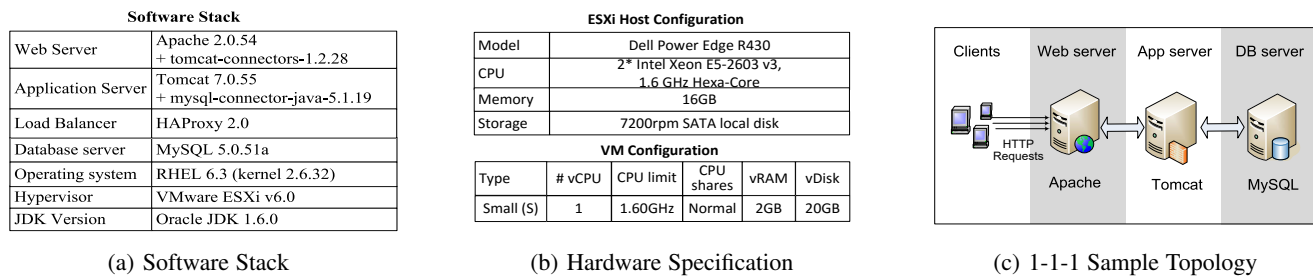 Software Stack
Web Server
Apache 2.0.54
+ tomcat-connectors-1.2.28
Application Server
Tomcat 7.0.55
+ mysql-connector-java-5.1.19
Load Balancer
HAProxy 2.0
Database server
MySQL 5.0.51a
Operating system
RHEL 6.3 (kernel 2.6.32)
Hypervisor
VMware ESXi v6.0
JDK Version
Oracle JDK 1.6.0
(a) Software Stack
ESXi Host Configuration
Model
Dell Power Edge R430
CPU
2* Intel Xeon E5-2603 v3,
1.6 GHz Hexa-Core
Memory
16GB
Storage
7200rpm SATA local disk
VM Configuration
Type
# vCPU
CPU limit
CPU
shares
vRAM
vDisk
Small (S)
1
1.60GHz
Normal
2GB
20GB
(b) Hardware Specification
Clients
Web server
App server
DB server
HTTP
Requests
Apache
Tomcat
MySQL
(c) 1-1-1 Sample Topology